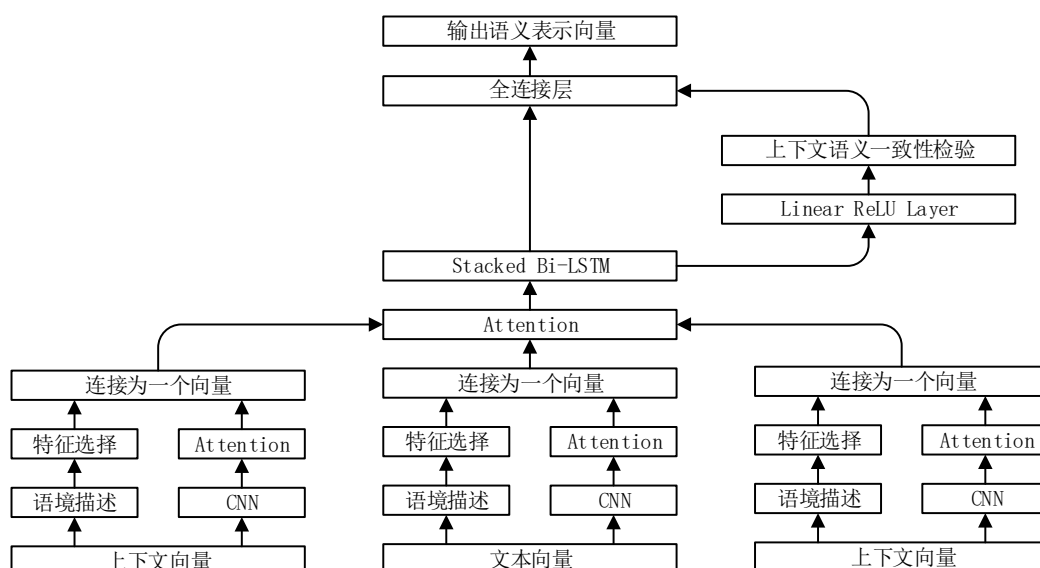 输出语义表示向量
全连接层
上下文语义一致性检验
Linear ReLU Layer
Stacked Bi-LSTM
Attention
连接为一个向量 连接为一个向量 连接为一个向量
特征选择 Attention 特征选择 Attention 特征选择 Attention
语境描述 CNN 语境描述 CNN 语境描述 CNN
上下文向量 文本向量 上下文向量